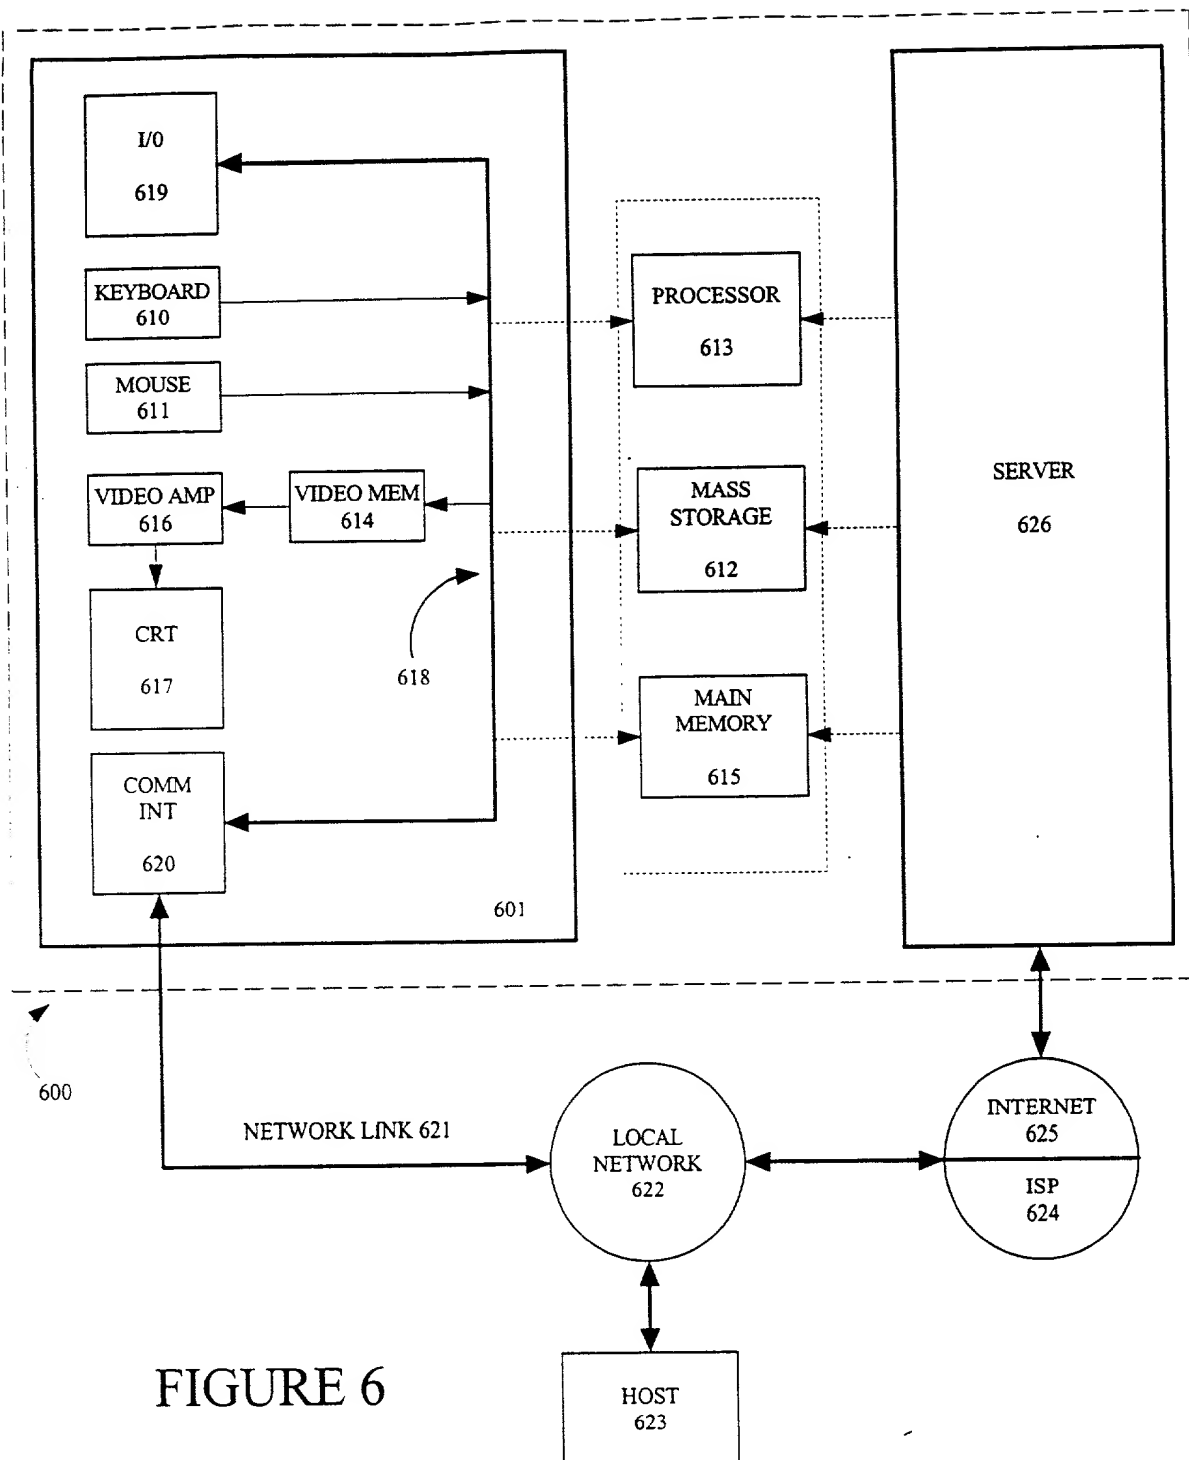 I/0
619
KEYBOARD
610
MOUSE
611
VIDEO AMP
616
VIDEO MEM
614
CRT
617
618
COMM
INT
620
601
PROCESSOR
613
MASS
STORAGE
612
MAIN
MEMORY
615
SERVER
626
600
NETWORK LINK 621
LOCAL
NETWORK
622
INTERNET
625
ISP
624
HOST
623
FIGURE 6